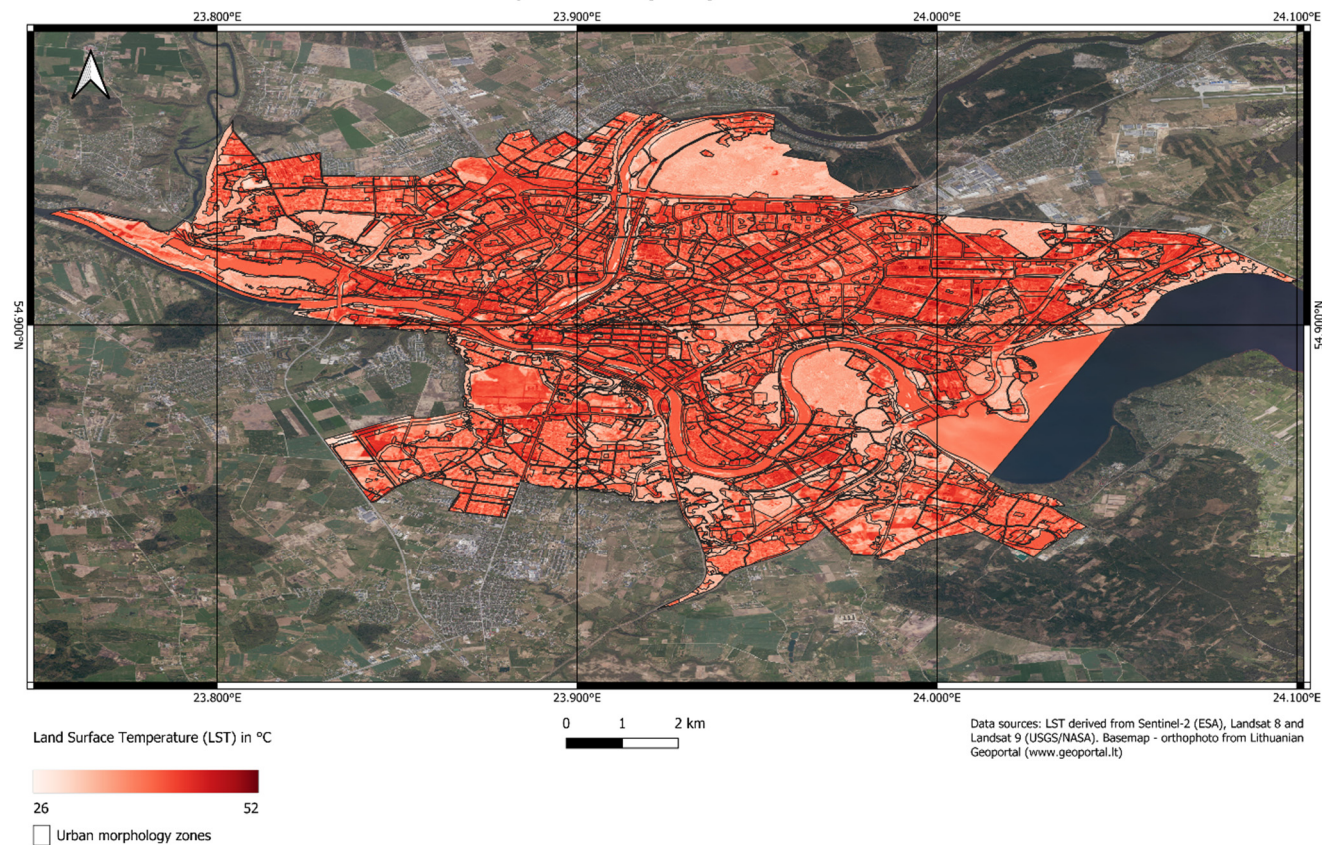 23.800°E 23.900°E 24.000°E 24.100°E
54.900°N 54.900°N
23.800°E 23.900°E 24.000°E 24.100°E
Land Surface Temperature (LST) in °C
26 52
Urban morphology zones
0 1 2 km
Data sources: LST derived from Sentinel-2 (ESA), Landsat 8 and
Landsat 9 (USGS/NASA). Basemap - orthophoto from Lithuanian
Geoportal (www.geoportal.lt)